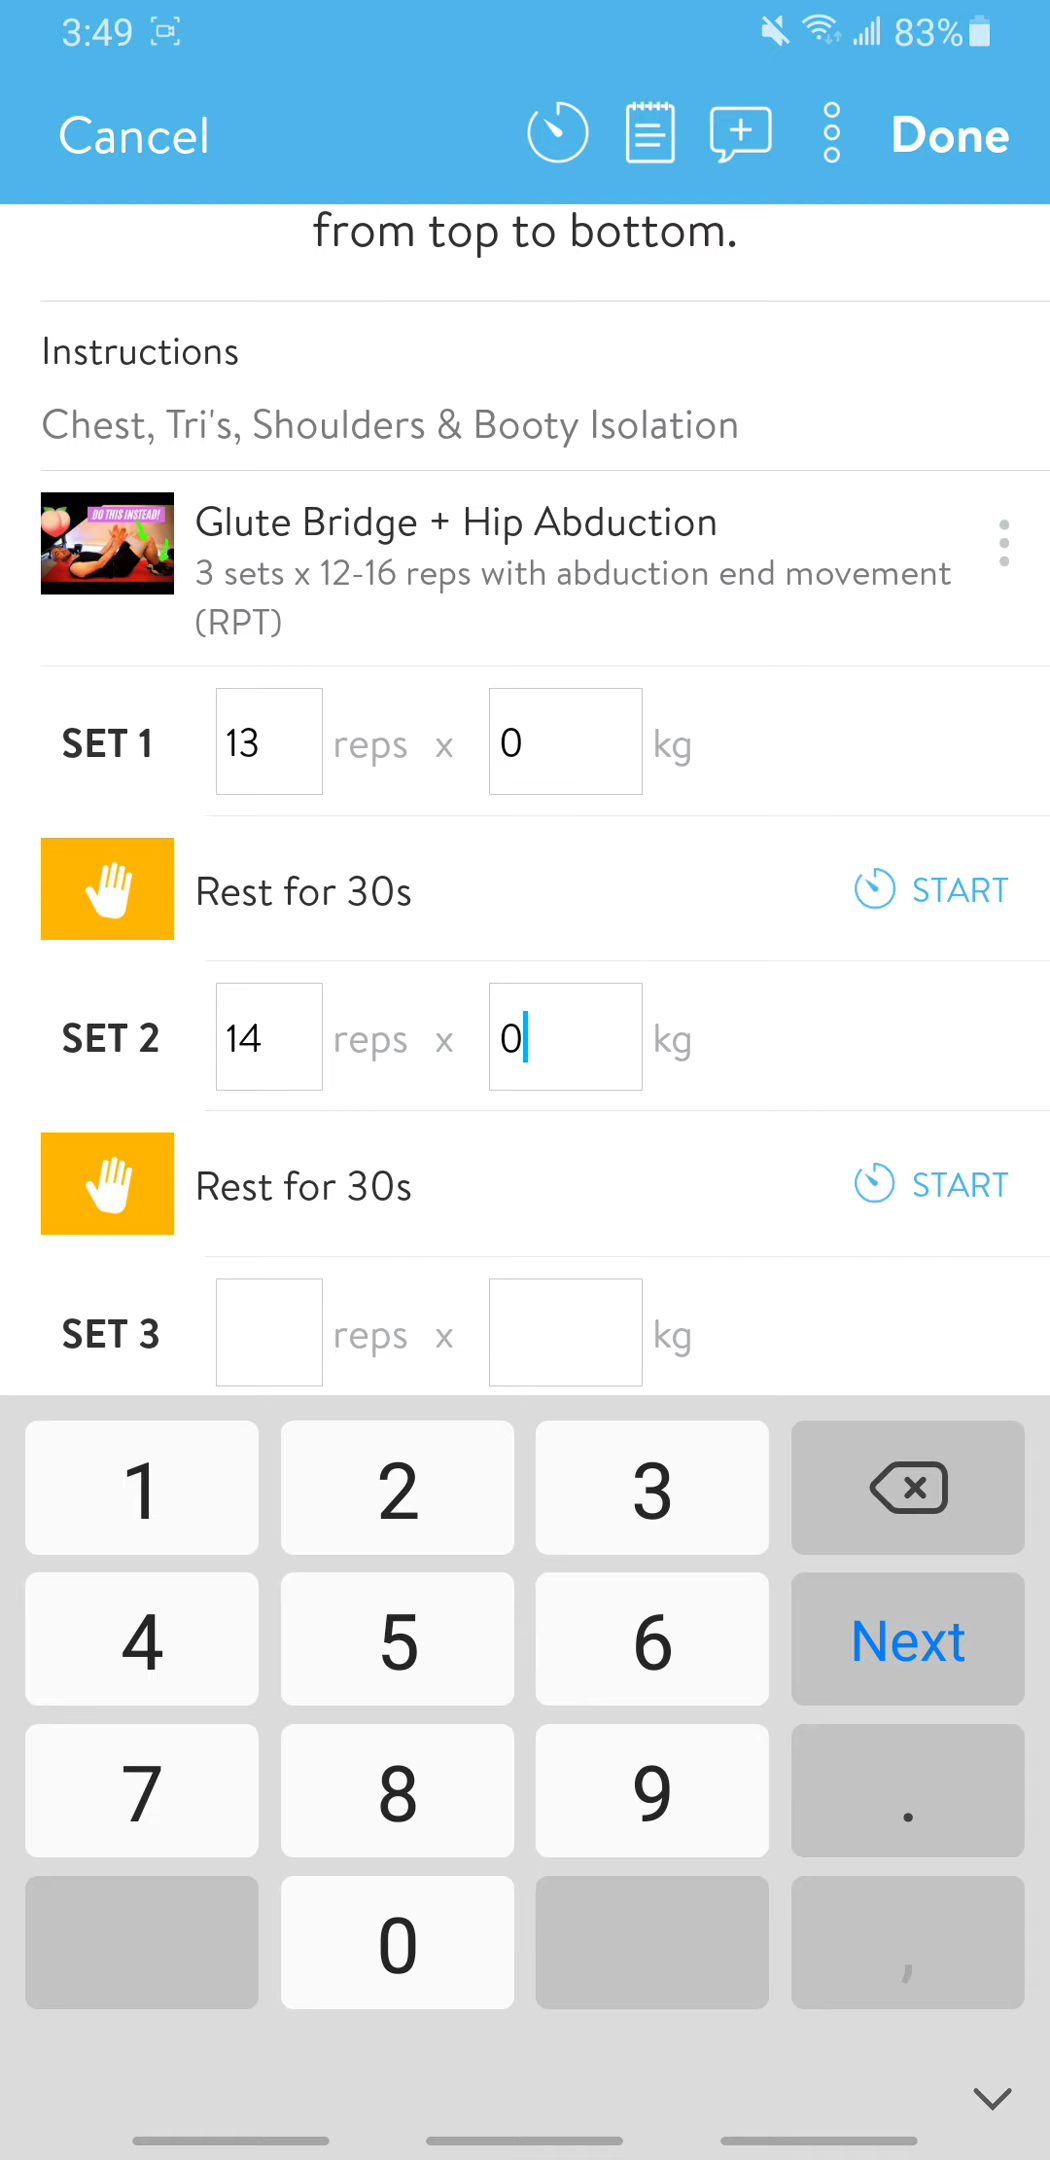 3:49
83%
Cancel
Done
from top to bottom.
Instructions
Chest, Tri's, Shoulders & Booty Isolation
DO THIS INSTEAD!
Glute Bridge + Hip Abduction
3 sets x 12-16 reps with abduction end movement
(RPT)
SET 1 13 reps x 0 kg
Rest for 30s START
SET 2 14 reps x 0 kg
Rest for 30s START
SET 3 reps x kg
1 2 3
4 5 6 Next
7 8 9 .
0 ,